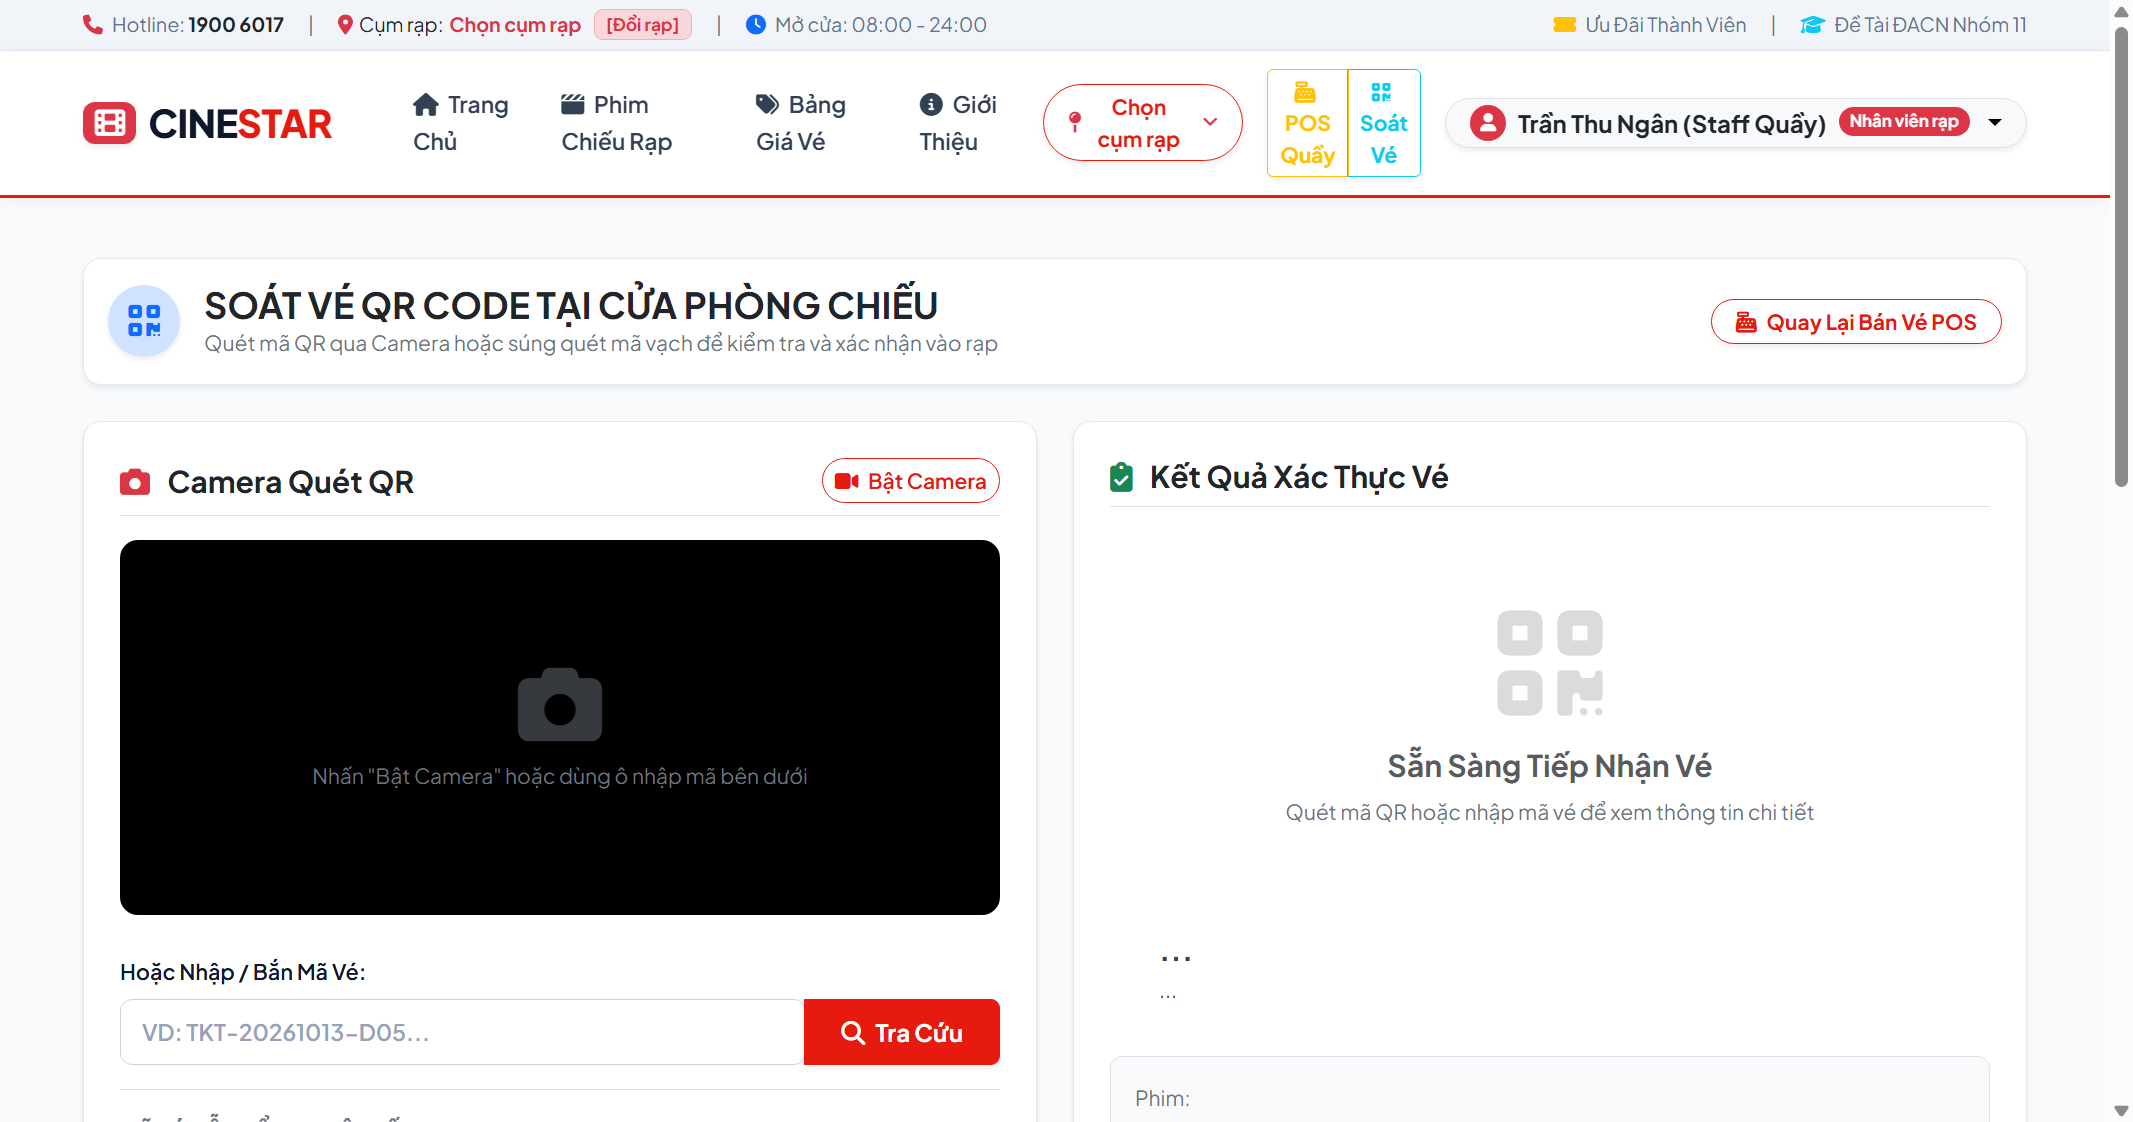 Hotline: 1900 6017 | Cụm rạp: Chọn cụm rạp [Đổi rạp] | Mở cửa: 08:00 - 24:00
Ưu Đãi Thành Viên | Đề Tài ĐACN Nhóm 11
CINESTAR
Trang Chủ
Phim Chiếu Rạp
Bảng Giá Vé
Giới Thiệu
Chọn cụm rạp
POS Quầy
Soát Vé
Trần Thu Ngân (Staff Quầy) Nhân viên rạp
SOÁT VÉ QR CODE TẠI CỬA PHÒNG CHIẾU
Quét mã QR qua Camera hoặc súng quét mã vạch để kiểm tra và xác nhận vào rạp
Quay Lại Bán Vé POS
Camera Quét QR
Bật Camera
Nhấn "Bật Camera" hoặc dùng ô nhập mã bên dưới
Hoặc Nhập / Bắn Mã Vé:
VD: TKT-20261013-D05...
Tra Cứu
Kết Quả Xác Thực Vé
Sẵn Sàng Tiếp Nhận Vé
Quét mã QR hoặc nhập mã vé để xem thông tin chi tiết
...
...
Phim: